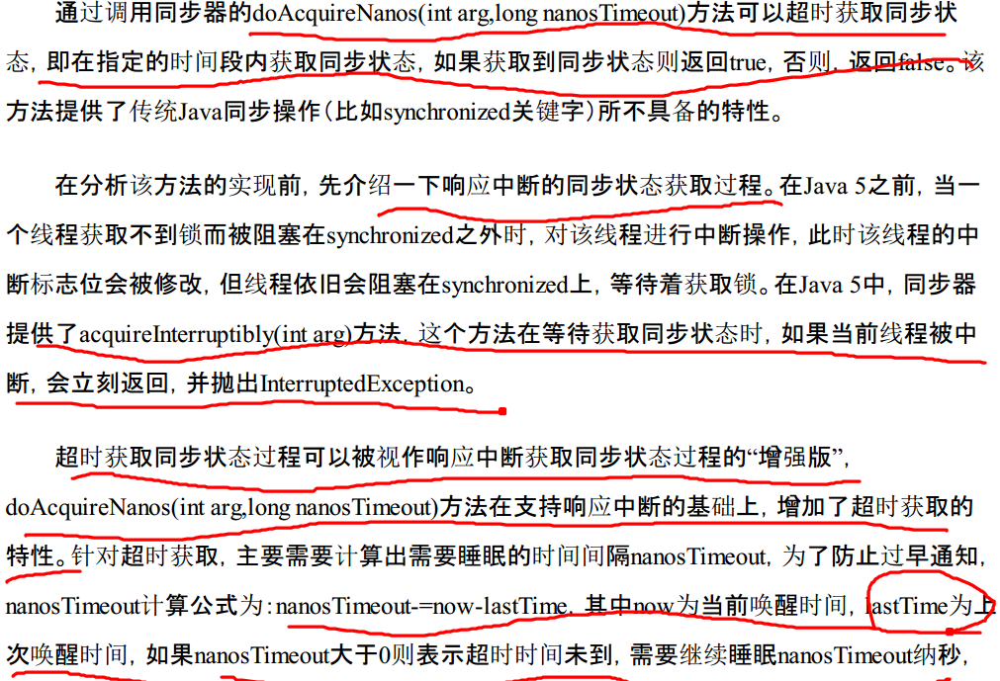 通过调用同步器的doAcquireNanos(int arg,long nanosTimeout)方法可以超时获取同步状
态，即在指定的时间段内获取同步状态，如果获取到同步状态则返回true，否则，返回false。该
方法提供了传统Java同步操作（比如synchronized关键字）所不具备的特性。
在分析该方法的实现前，先介绍一下响应中断的同步状态获取过程。在Java 5之前，当一
个线程获取不到锁而被阻塞在synchronized之外时，对该线程进行中断操作，此时该线程的中
断标志位会被修改，但线程依旧会阻塞在synchronized上，等待着获取锁。在Java 5中，同步器
提供了acquireInterruptibly(int arg)方法，这个方法在等待获取同步状态时，如果当前线程被中
断，会立刻返回，并抛出InterruptedException。
超时获取同步状态过程可以被视作响应中断获取同步状态过程的“增强版”，
doAcquireNanos(int arg,long nanosTimeout)方法在支持响应中断的基础上，增加了超时获取的
特性。针对超时获取，主要需要计算出需要睡眠的时间间隔nanosTimeout，为了防止过早通知，
nanosTimeout计算公式为：nanosTimeout-=now-lastTime，其中now为当前唤醒时间，lastTime为上
次唤醒时间，如果nanosTimeout大于0则表示超时时间未到，需要继续睡眠nanosTimeout纳秒，